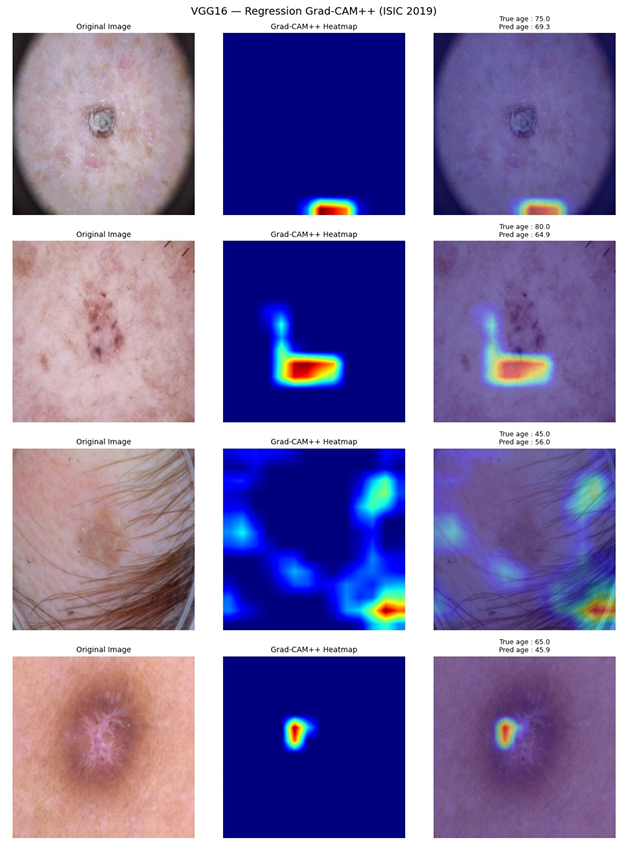 VGG16 — Regression Grad-CAM++ (ISIC 2019)
Original Image
Grad-CAM++ Heatmap
True age : 75.0
Pred age : 69.3
Original Image
Grad-CAM++ Heatmap
True age : 80.0
Pred age : 64.9
Original Image
Grad-CAM++ Heatmap
True age : 45.0
Pred age : 56.0
Original Image
Grad-CAM++ Heatmap
True age : 65.0
Pred age : 45.9